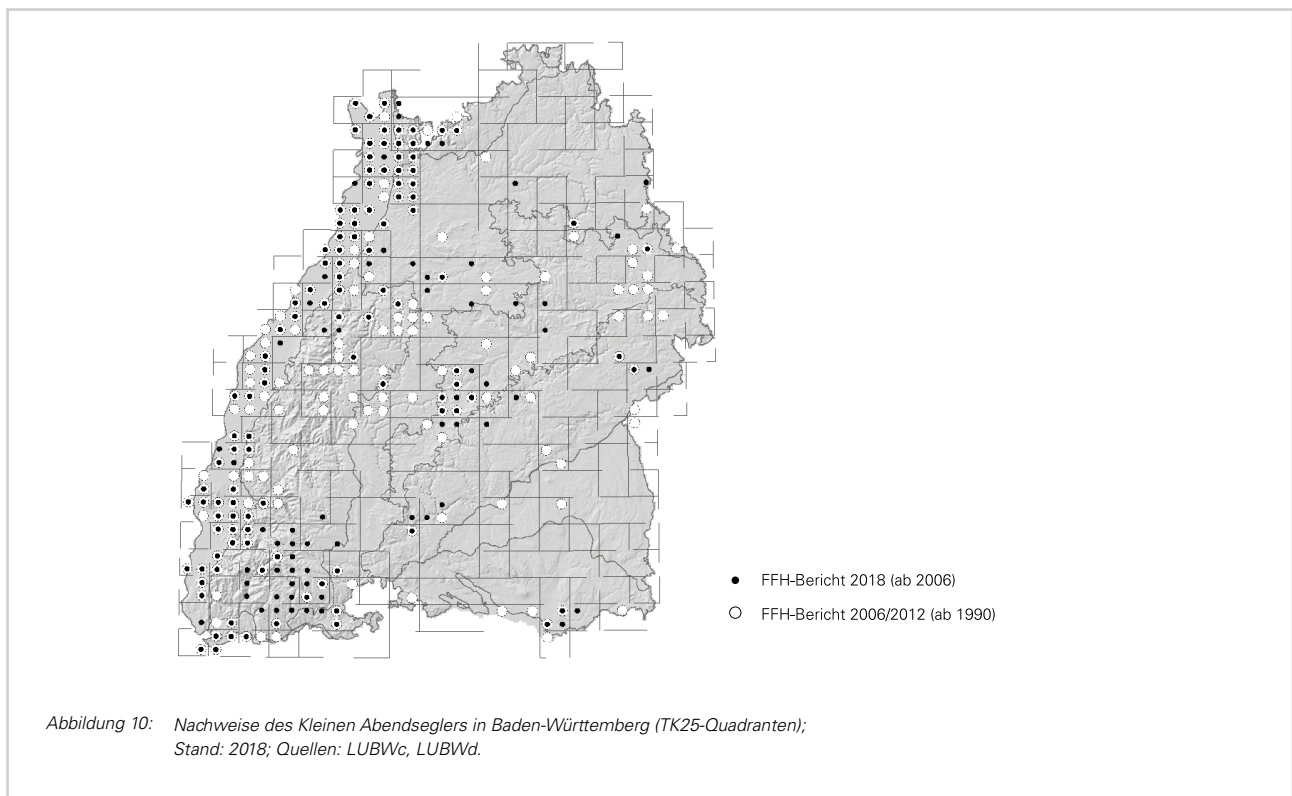 FFH-Bericht 2018 (ab 2006)
FFH-Bericht 2006/2012 (ab 1990)
Abbildung 10: Nachweise des Kleinen Abendseglers in Baden-Württemberg (TK25-Quadranten);
Stand: 2018; Quellen: LUBWc, LUBWd.